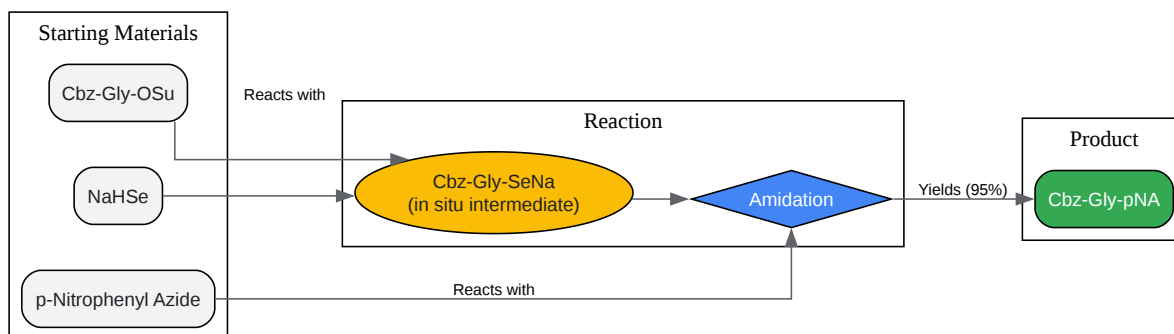 Starting Materials
Cbz-Gly-OSu
Reacts with
NaHSe
p-Nitrophenyl Azide
Reacts with
Reaction
Cbz-Gly-SeNa
(in situ intermediate)
Amidation
Yields (95%)
Product
Cbz-Gly-pNA